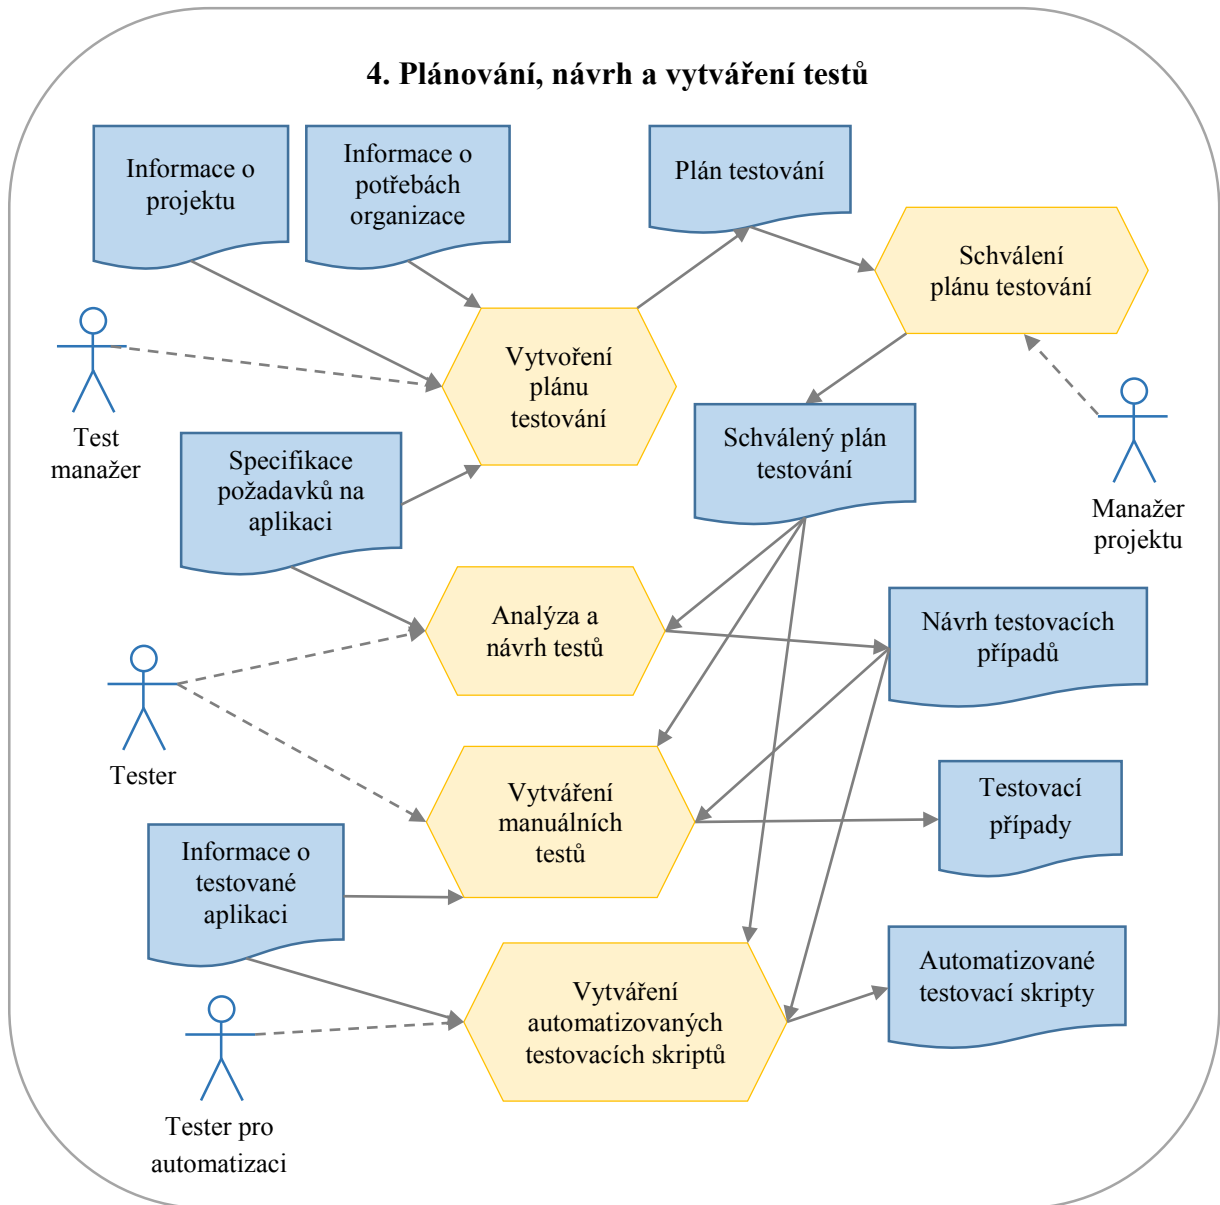 4. Plánování, návrh a vytváření testů
Informace o
projektu
Informace o
potřebách
organizace
Plán testování
Schválení
plánu testování
Vytvoření
plánu
testování
Test
manažer
Schválený plán
testování
Manažer
projektu
Specifikace
požadavků na
aplikaci
Analýza a
návrh testů
Návrh testovacích
případů
Tester
Vytváření
manuálních
testů
Testovací
případy
Informace o
testované
aplikaci
Vytváření
automatizovaných
testovacích skriptů
Automatizované
testovací skripty
Tester pro
automatizaci